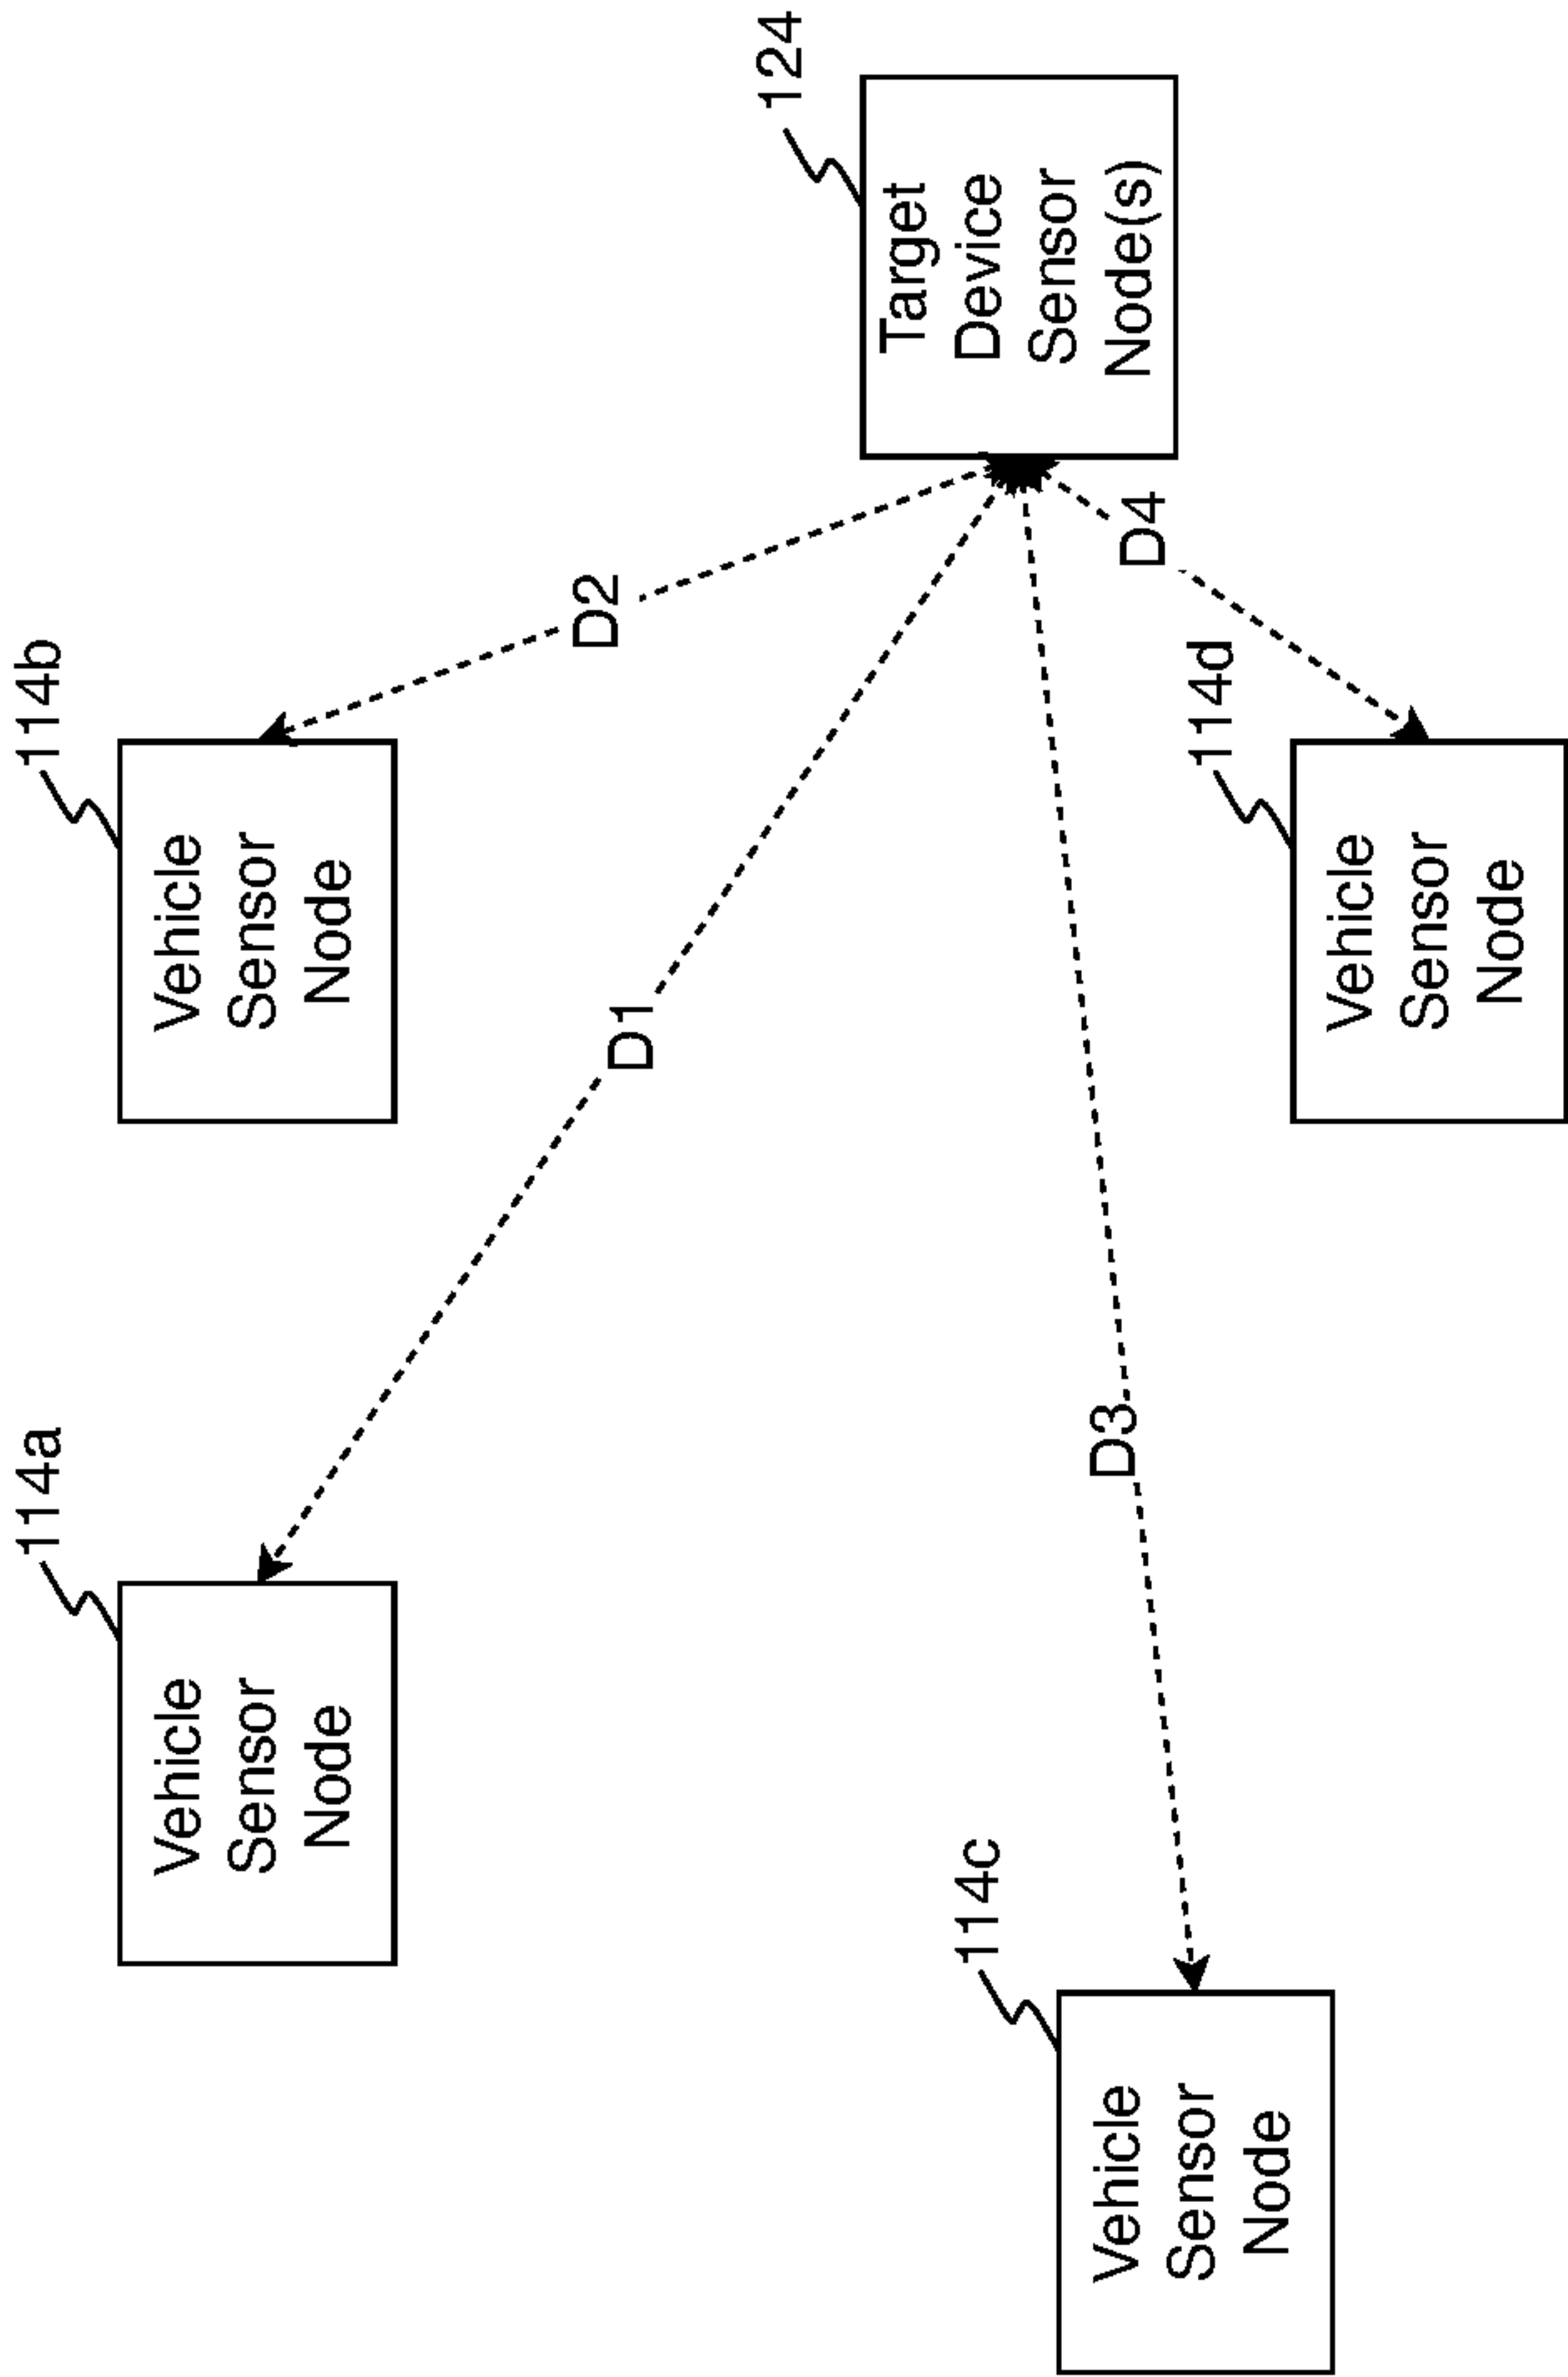 114a
Vehicle
Sensor
Node
114b
Vehicle
Sensor
Node
D2
D1
124
Target
Device
Sensor
Node(s)
114c
Vehicle
Sensor
Node
D3
D4
114d
Vehicle
Sensor
Node